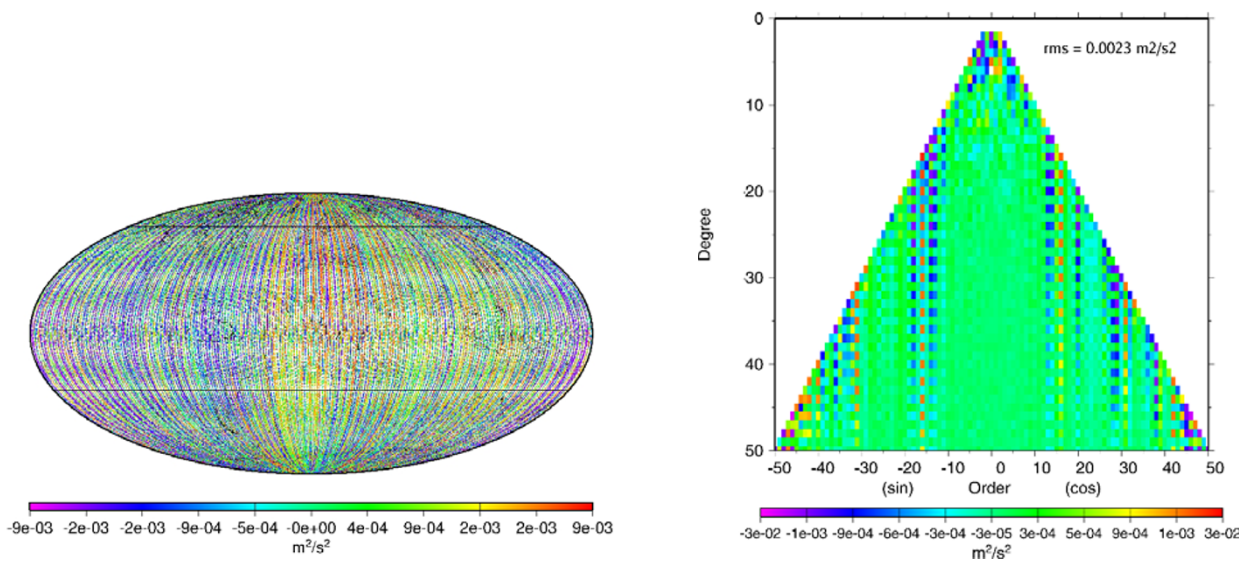 -9e-03 -2e-03 -2e-03 -9e-04 -5e-04 -0e+00 4e-04 9e-04 2e-03 2e-03 9e-03
m²/s²
rms = 0.0023 m2/s2
Degree
0
10
20
30
40
50
-50 -40 -30 -20 -10 0 10 20 30 40 50
(sin) Order (cos)
-3e-02 -1e-03 -9e-04 -6e-04 -3e-04 -3e-05 3e-04 5e-04 9e-04 1e-03 3e-02
m²/s²